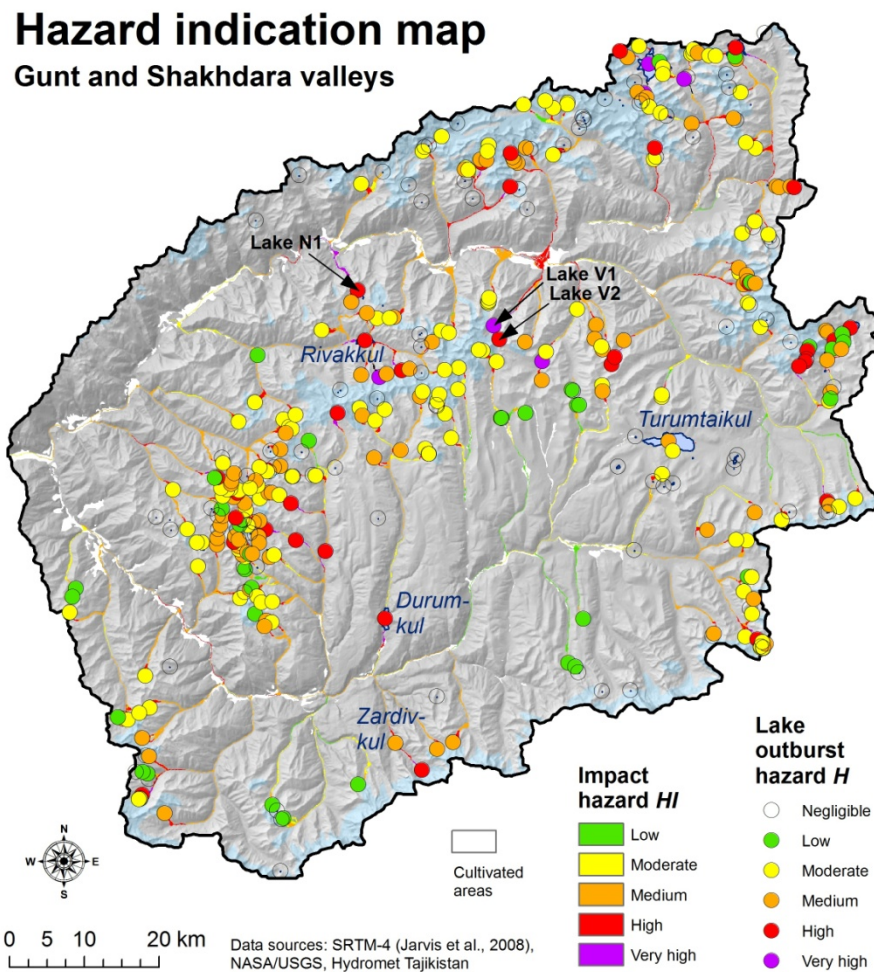 Hazard indication map
Gunt and Shakhdara valleys
Lake N1
Lake V1
Lake V2
Rivakkul
Turumtaikul
Durum-
kul
Zardiv-
kul
Impact
hazard HI
Low
Moderate
Medium
High
Very high
Lake
outburst
hazard H
Negligible
Low
Moderate
Medium
High
Very high
Cultivated
areas
N
W E
S
0 5 10 20 km
Data sources: SRTM-4 (Jarvis et al., 2008),
NASA/USGS, Hydromet Tajikistan